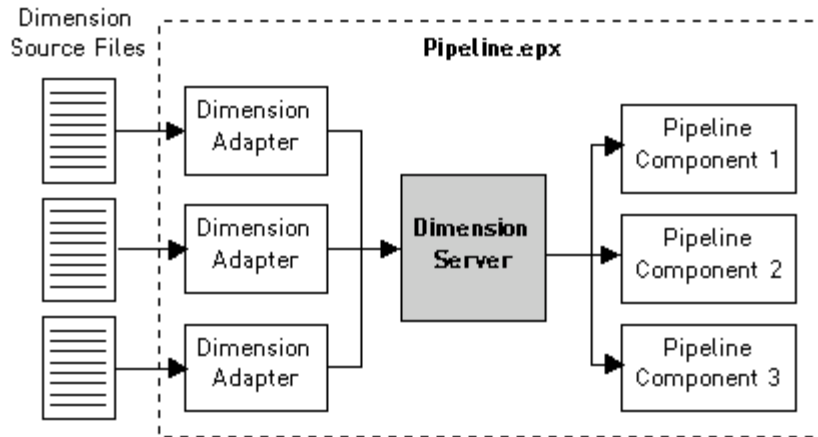 Dimension
Source Files
Pipeline.epx
Dimension
Adapter
Dimension
Adapter
Dimension
Adapter
Dimension
Server
Pipeline
Component 1
Pipeline
Component 2
Pipeline
Component 3